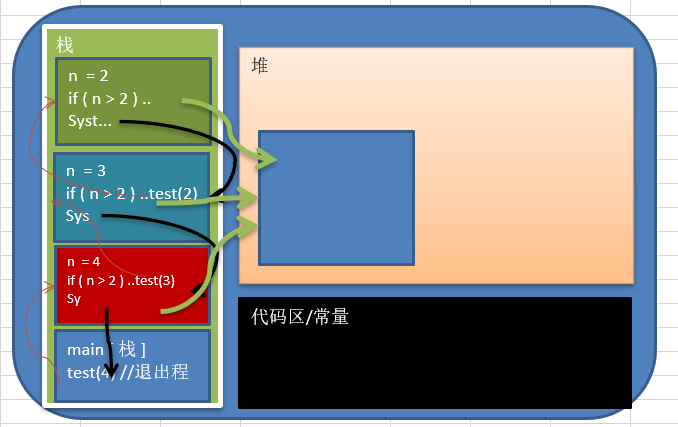 栈
n = 2
if ( n > 2 ) ..
Syst...
n = 3
if ( n > 2 ) ..test(2)
Sys
n = 4
if ( n > 2 ) ..test(3)
Sy
main [ 栈 ]
test(4) //退出程
堆
代码区/常量